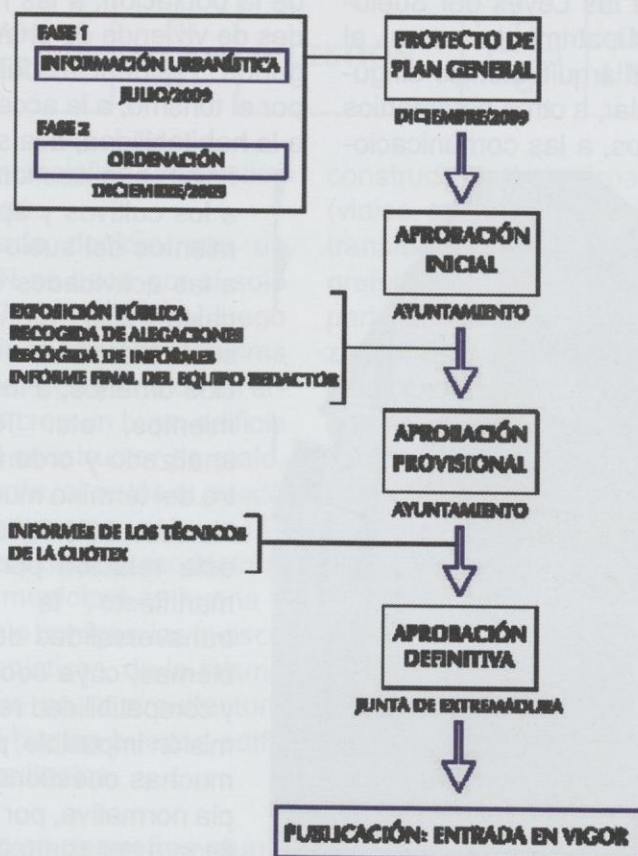 FASE 1
INFORMACIÓN URBANÍSTICA
JULIO/2009
FASE 2
ORDENACIÓN
PROYECTO DE
PLAN GENERAL
DICIEMBRE/2009
APROBACIÓN
INICIAL
AYUNTAMIENTO
EXPOSICIÓN PÚBLICA
RECOGIDA DE ALEGACIONES
RECOGIDA DE INFORMES
INFORME FINAL DEL EQUIPO REDACTOR
APROBACIÓN
PROVISIONAL
AYUNTAMIENTO
INFORMES DE LOS TÉCNICOS
DE LA CUOTEX
APROBACIÓN
DEFINITIVA
JUNTA DE EXTREMADURA
PUBLICACIÓN: ENTRADA EN VIGOR